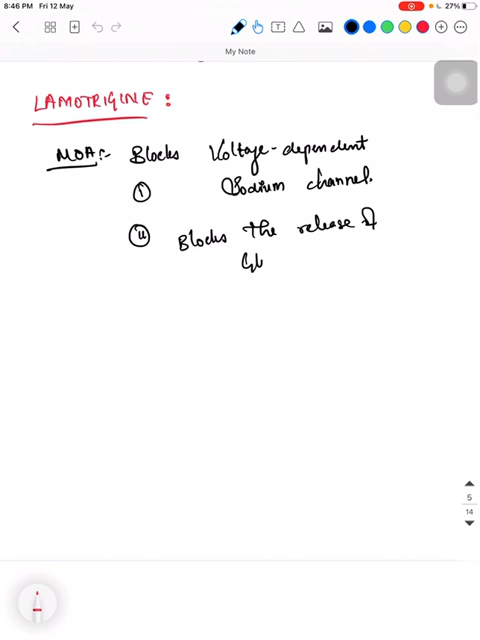 8:46 PM Fri 12 May
27%
My Note
LAMOTRIGINE :
MOA:- Blocks Voltage-dependent
(i) Sodium channel.
(ii) Blocks the release of
Gl
5
14